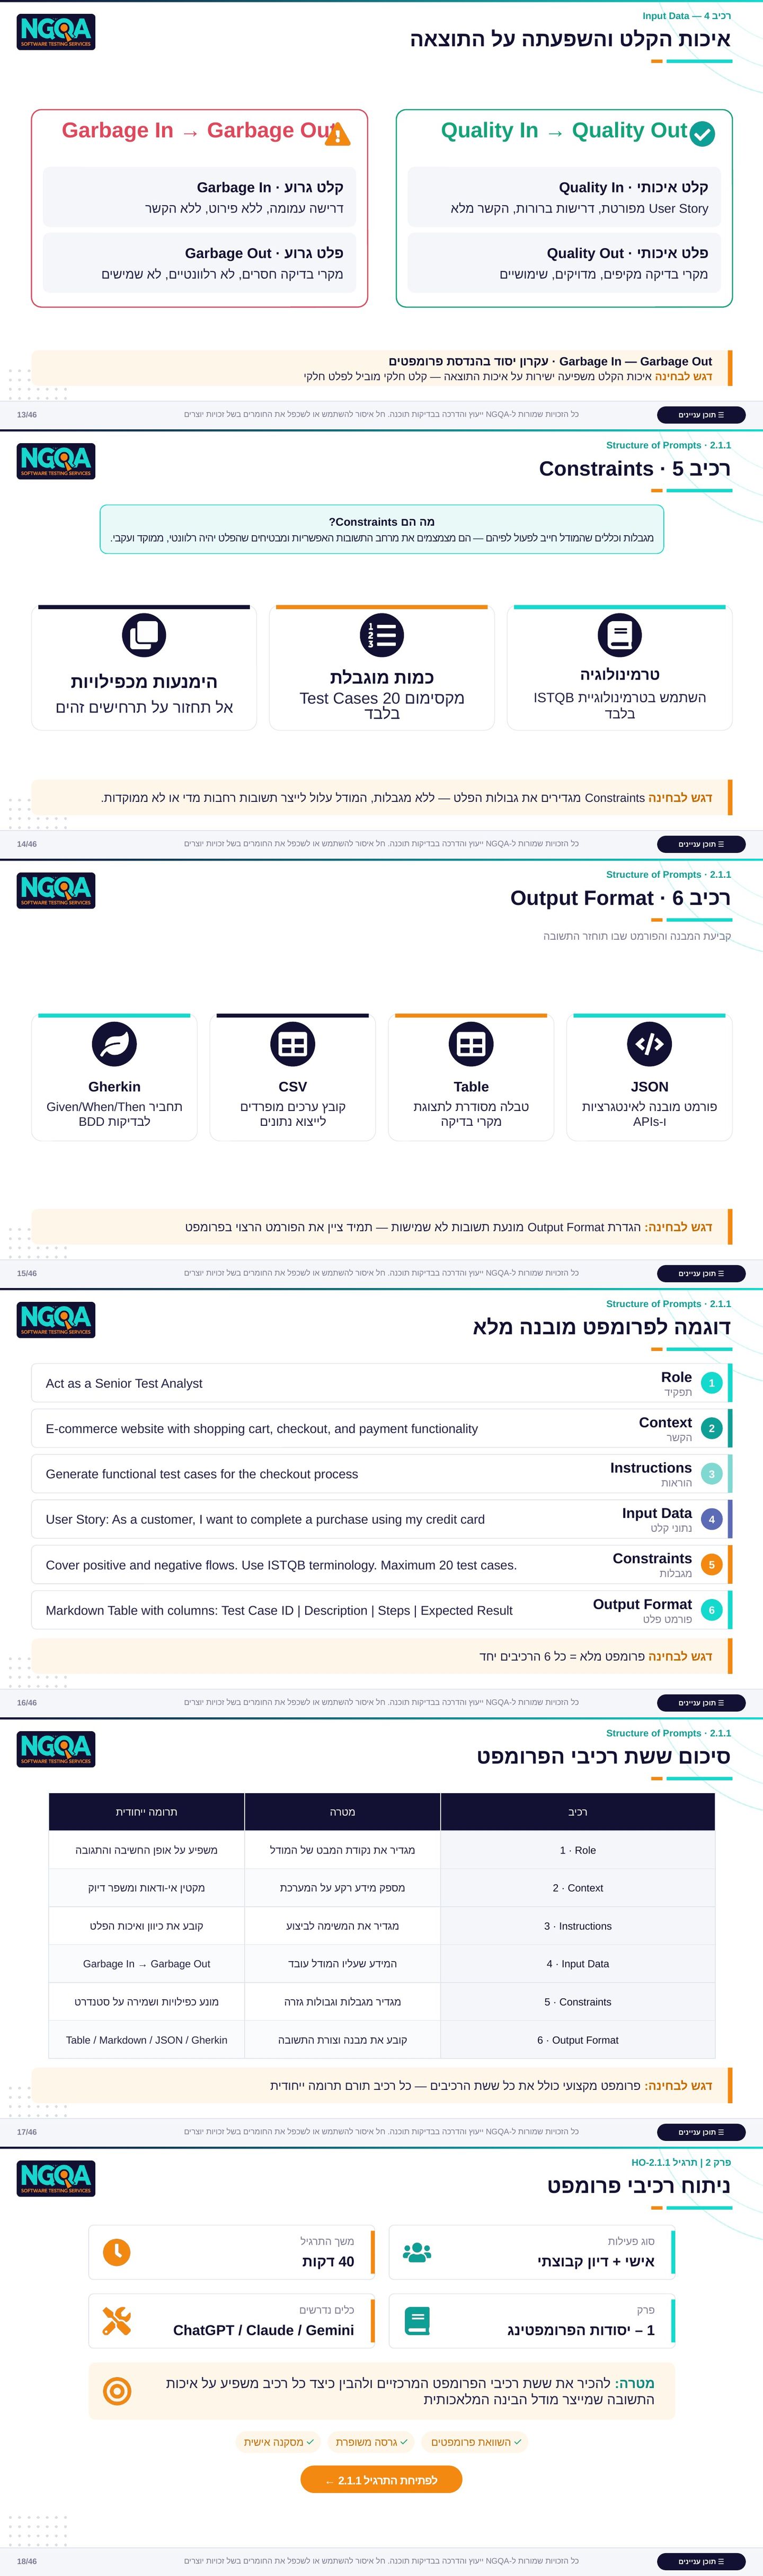 רכיב 4 — Input Data
איכות הקלט והשפעתה על התוצאה
NGQA
SOFTWARE TESTING SERVICES
Quality In → Quality Out
קלט איכותי · Quality In
User Story מפורטת, דרישות ברורות, הקשר מלא
פלט איכותי · Quality Out
מקרי בדיקה מקיפים, מדויקים, שימושיים
Garbage In → Garbage Out
קלט גרוע · Garbage In
דרישה עמומה, ללא פירוט, ללא הקשר
פלט גרוע · Garbage Out
מקרי בדיקה חסרים, לא רלוונטיים, לא שמישים
Garbage In — Garbage Out · עקרון יסוד בהנדסת פרומפטים
דגש לבחינה איכות הקלט משפיעה ישירות על איכות התוצאה — קלט חלקי מוביל לפלט חלקי
☰ תוכן עניינים
כל הזכויות שמורות ל-NGQA ייעוץ והדרכה בבדיקות תוכנה. חל איסור להשתמש או לשכפל את החומרים בשל זכויות יוצרים
13/46
2.1.1 · Structure of Prompts
רכיב 5 · Constraints
NGQA
SOFTWARE TESTING SERVICES
מה הם Constraints?
מגבלות וכללים שהמודל חייב לפעול לפיהם — הם מצמצמים את מרחב התשובות האפשריות ומבטיחים שהפלט יהיה רלוונטי, ממוקד ועקבי.
טרמינולוגיה
השתמש בטרמינולוגיית ISTQB
בלבד
כמות מוגבלת
מקסימום 20 Test Cases
בלבד
הימנעות מכפילויות
אל תחזור על תרחישים זהים
דגש לבחינה Constraints מגדירים את גבולות הפלט — ללא מגבלות, המודל עלול לייצר תשובות רחבות מדי או לא ממוקדות.
☰ תוכן עניינים
כל הזכויות שמורות ל-NGQA ייעוץ והדרכה בבדיקות תוכנה. חל איסור להשתמש או לשכפל את החומרים בשל זכויות יוצרים
14/46
2.1.1 · Structure of Prompts
רכיב 6 · Output Format
NGQA
SOFTWARE TESTING SERVICES
קביעת המבנה והפורמט שבו תוחזר התשובה
JSON
פורמט מובנה לאינטגרציות
ו-APIs
Table
טבלה מסודרת לתצוגת
מקרי בדיקה
CSV
קובץ ערכים מופרדים
לייצוא נתונים
Gherkin
תחביר Given/When/Then
לבדיקות BDD
דגש לבחינה: הגדרת Output Format מונעת תשובות לא שמישות — תמיד ציין את הפורמט הרצוי בפרומפט
☰ תוכן עניינים
כל הזכויות שמורות ל-NGQA ייעוץ והדרכה בבדיקות תוכנה. חל איסור להשתמש או לשכפל את החומרים בשל זכויות יוצרים
15/46
2.1.1 · Structure of Prompts
דוגמה לפרומפט מובנה מלא
NGQA
SOFTWARE TESTING SERVICES
1 Role
תפקיד
Act as a Senior Test Analyst
2 Context
הקשר
E-commerce website with shopping cart, checkout, and payment functionality
3 Instructions
הוראות
Generate functional test cases for the checkout process
4 Input Data
נתוני קלט
User Story: As a customer, I want to complete a purchase using my credit card
5 Constraints
מגבלות
Cover positive and negative flows. Use ISTQB terminology. Maximum 20 test cases.
6 Output Format
פורמט פלט
Markdown Table with columns: Test Case ID | Description | Steps | Expected Result
דגש לבחינה פרומפט מלא = כל 6 הרכיבים יחד
☰ תוכן עניינים
כל הזכויות שמורות ל-NGQA ייעוץ והדרכה בבדיקות תוכנה. חל איסור להשתמש או לשכפל את החומרים בשל זכויות יוצרים
16/46
2.1.1 · Structure of Prompts
סיכום ששת רכיבי הפרומפט
NGQA
SOFTWARE TESTING SERVICES
רכיב מטרה תרומה ייחודית
1 · Role מגדיר את נקודת המבט של המודל משפיע על אופן החשיבה והתגובה
2 · Context מספק מידע רקע על המערכת מקטין אי-ודאות ומשפר דיוק
3 · Instructions מגדיר את המשימה לביצוע קובע את כיוון ואיכות הפלט
4 · Input Data המידע שעליו המודל עובד Garbage In → Garbage Out
5 · Constraints מגדיר מגבלות וגבולות גזרה מונע כפילויות ושמירה על סטנדרט
6 · Output Format קובע את מבנה וצורת התשובה Table / Markdown / JSON / Gherkin
דגש לבחינה: פרומפט מקצועי כולל את כל ששת הרכיבים — כל רכיב תורם תרומה ייחודית
☰ תוכן עניינים
כל הזכויות שמורות ל-NGQA ייעוץ והדרכה בבדיקות תוכנה. חל איסור להשתמש או לשכפל את החומרים בשל זכויות יוצרים
17/46
פרק 2 | תרגיל HO-2.1.1
ניתוח רכיבי פרומפט
NGQA
SOFTWARE TESTING SERVICES
סוג פעילות
אישי + דיון קבוצתי
משך התרגיל
40 דקות
פרק
1 – יסודות הפרומפטינג
כלים נדרשים
ChatGPT / Claude / Gemini
מטרה: להכיר את ששת רכיבי הפרומפט המרכזיים ולהבין כיצד כל רכיב משפיע על איכות
התשובה שמייצר מודל הבינה המלאכותית
✓ השוואת פרומפטים
✓ גרסה משופרת
✓ מסקנה אישית
לפתיחת התרגיל 2.1.1 ←
☰ תוכן עניינים
כל הזכויות שמורות ל-NGQA ייעוץ והדרכה בבדיקות תוכנה. חל איסור להשתמש או לשכפל את החומרים בשל זכויות יוצרים
18/46